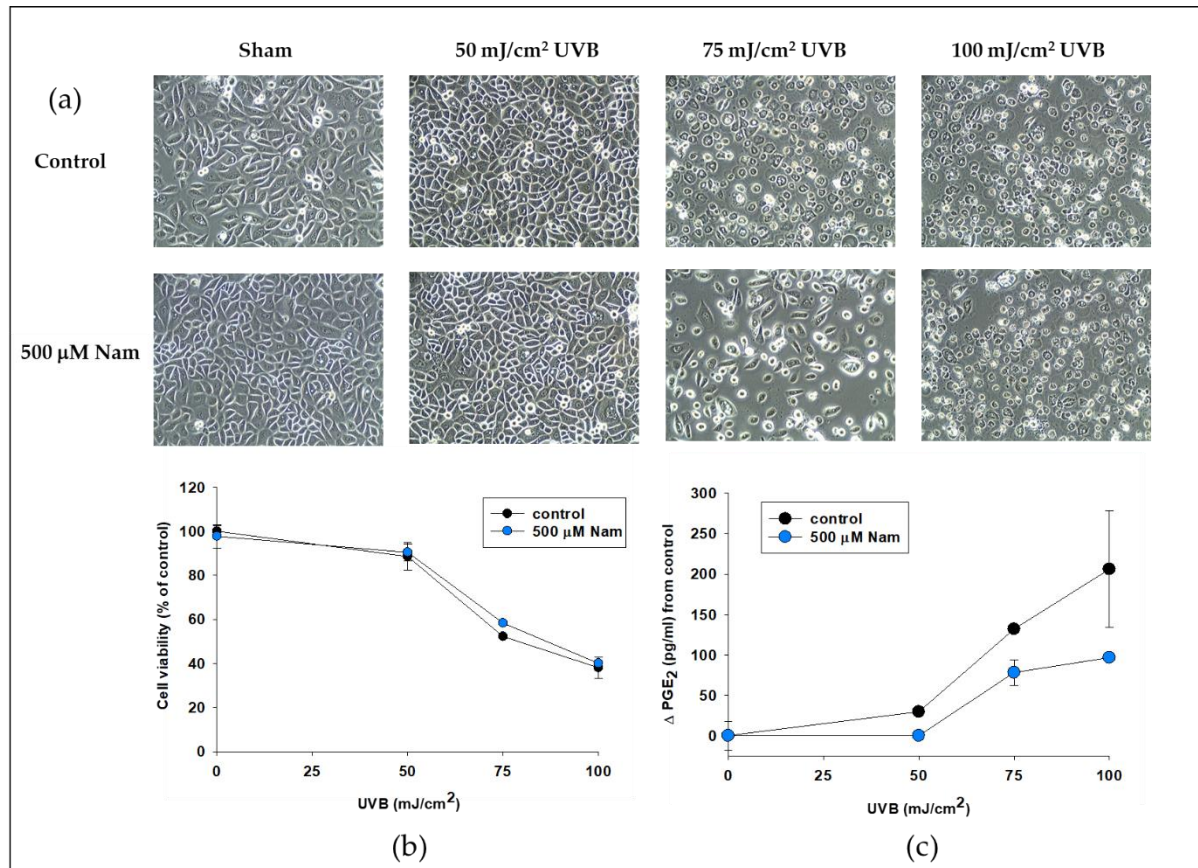 Sham 50 mJ/cm² UVB 75 mJ/cm² UVB 100 mJ/cm² UVB
(a)
Control
500 μM Nam
120
100
80
60
40
20
0
Cell viability (% of control)
control
500 μM Nam
0 25 50 75 100
UVB (mJ/cm²)
(b)
300
250
200
150
100
50
0
Δ PGE₂ (pg/ml) from control
control
500 μM Nam
0 25 50 75 100
UVB (mJ/cm²)
(c)